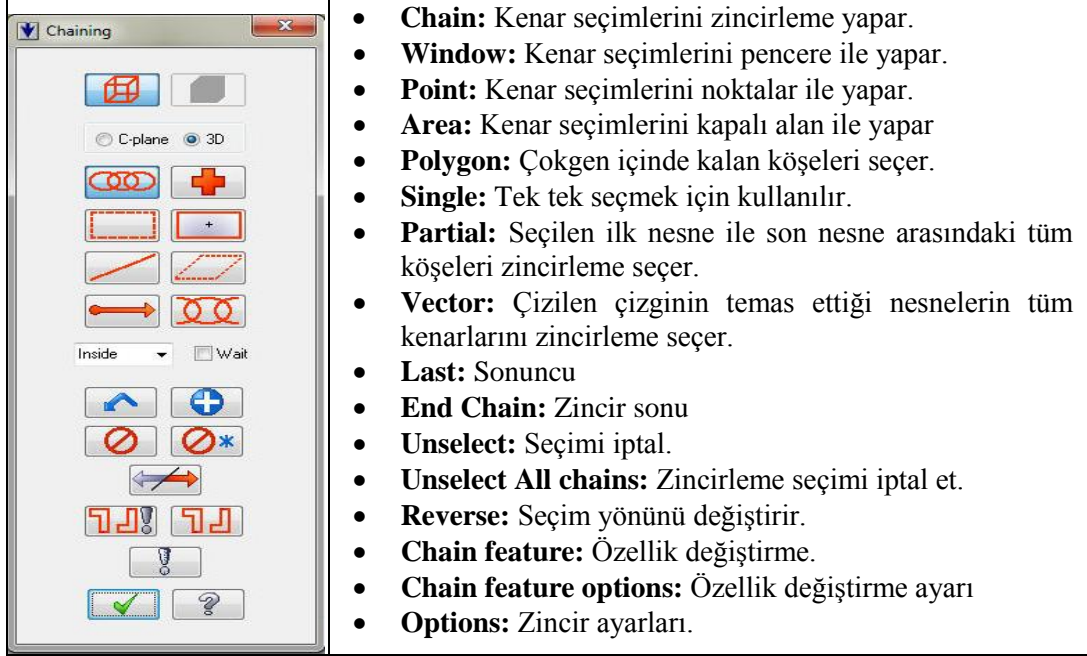 Chaining
C-plane 3D
Inside Wait
• Chain: Kenar seçimlerini zincirleme yapar.
• Window: Kenar seçimlerini pencere ile yapar.
• Point: Kenar seçimlerini noktalar ile yapar.
• Area: Kenar seçimlerini kapalı alan ile yapar
• Polygon: Çokgen içinde kalan köşeleri seçer.
• Single: Tek tek seçmek için kullanılır.
• Partial: Seçilen ilk nesne ile son nesne arasındaki tüm
köşeleri zincirleme seçer.
• Vector: Çizilen çizginin temas ettiği nesnelerin tüm
kenarlarını zincirleme seçer.
• Last: Sonuncu
• End Chain: Zincir sonu
• Unselect: Seçimi iptal.
• Unselect All chains: Zincirleme seçimi iptal et.
• Reverse: Seçim yönünü değiştirir.
• Chain feature: Özellik değiştirme.
• Chain feature options: Özellik değiştirme ayarı
• Options: Zincir ayarları.